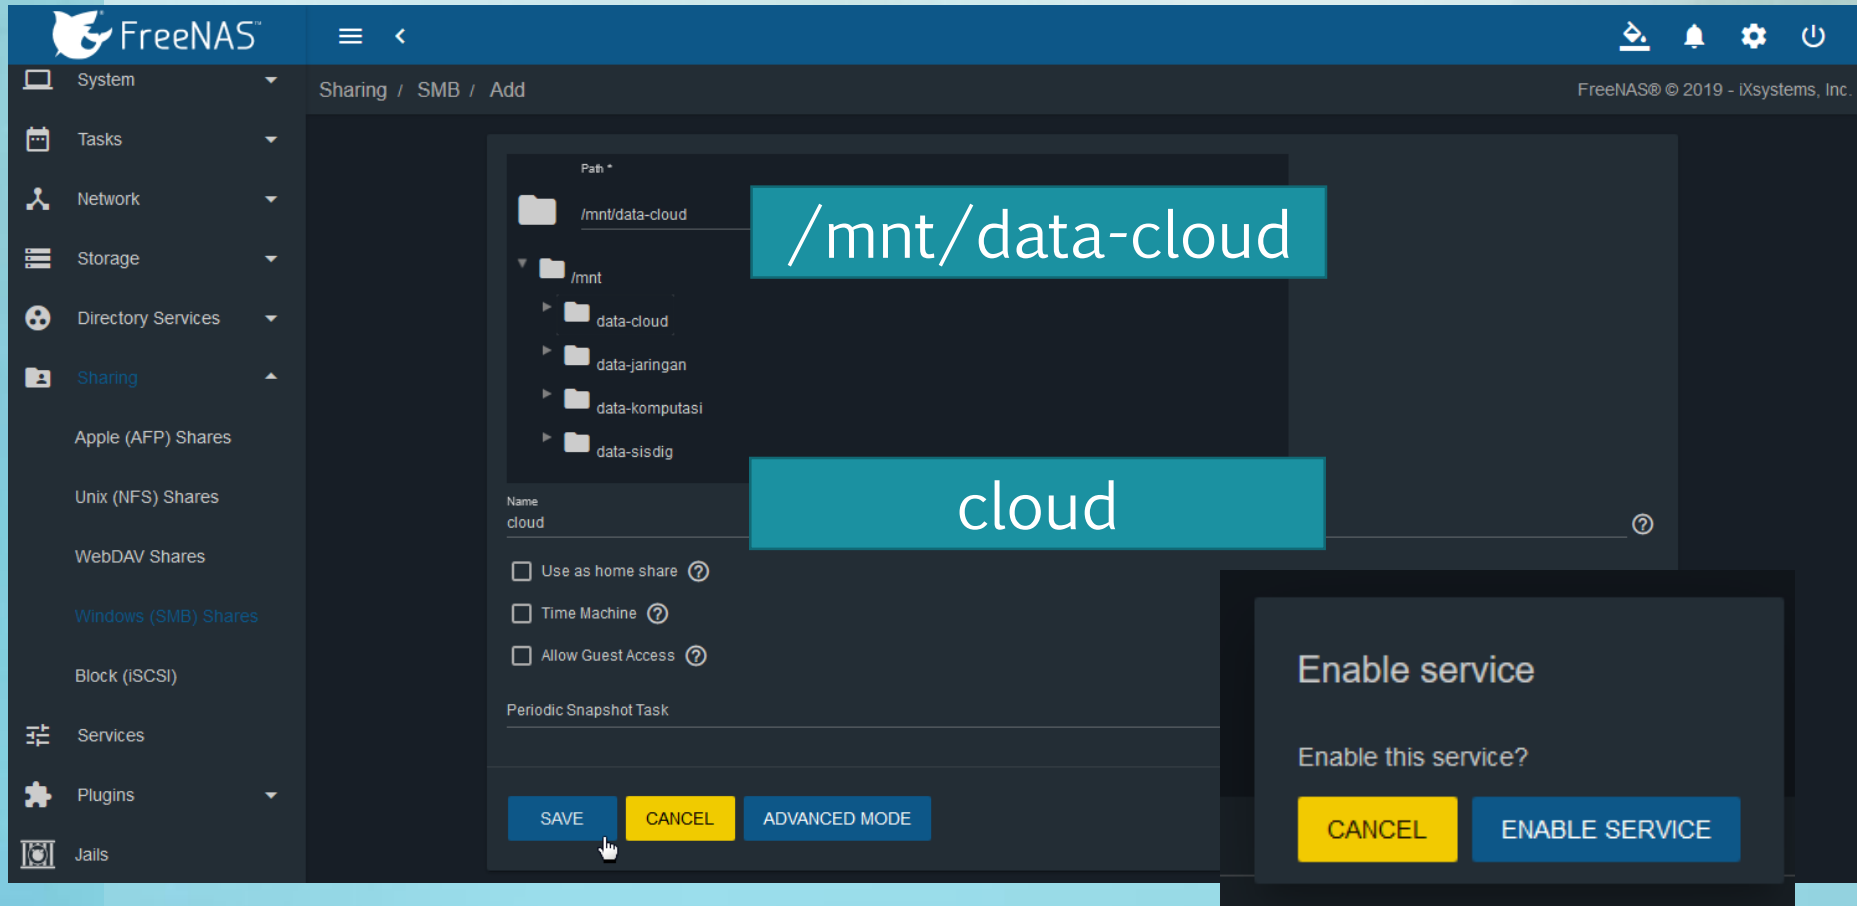 FreeNAS™
System
Sharing / SMB / Add
FreeNAS® © 2019 - iXsystems, Inc.
Tasks
Network
Storage
Directory Services
Sharing
Apple (AFP) Shares
Unix (NFS) Shares
WebDAV Shares
Windows (SMB) Shares
Block (iSCSI)
Services
Plugins
Jails
Path *
/mnt/data-cloud
/mnt/data-cloud
/mnt
data-cloud
data-jaringan
data-komputasi
data-sisdig
Name
cloud
cloud
Use as home share
Time Machine
Allow Guest Access
Periodic Snapshot Task
SAVE CANCEL ADVANCED MODE
Enable service
Enable this service?
CANCEL ENABLE SERVICE